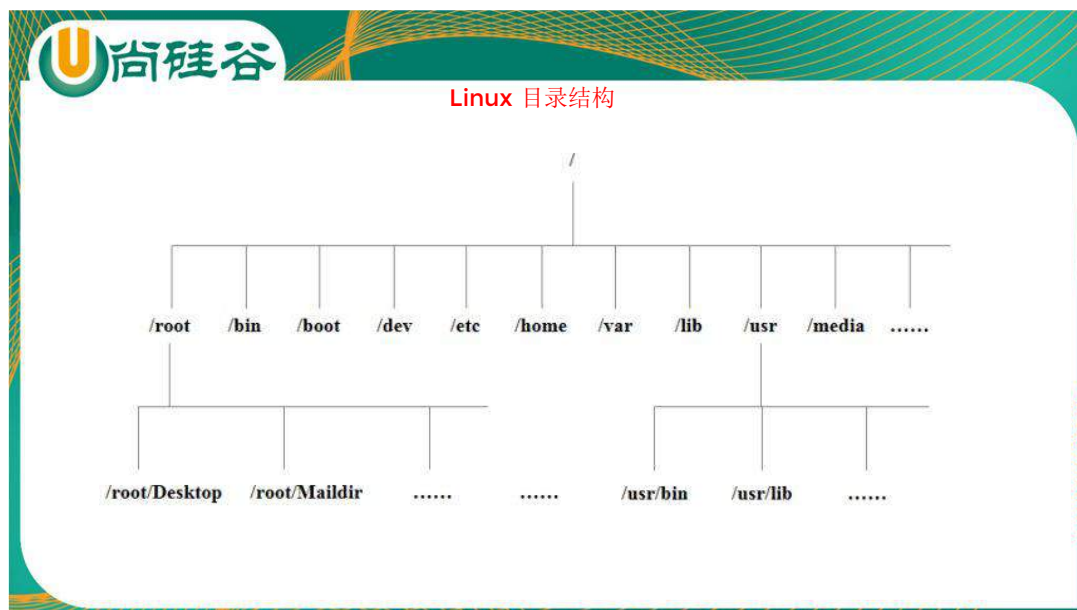 尚硅谷
Linux 目录结构
/
/root /bin /boot /dev /etc /home /var /lib /usr /media ……
/root/Desktop /root/Maildir …… …… /usr/bin /usr/lib ……